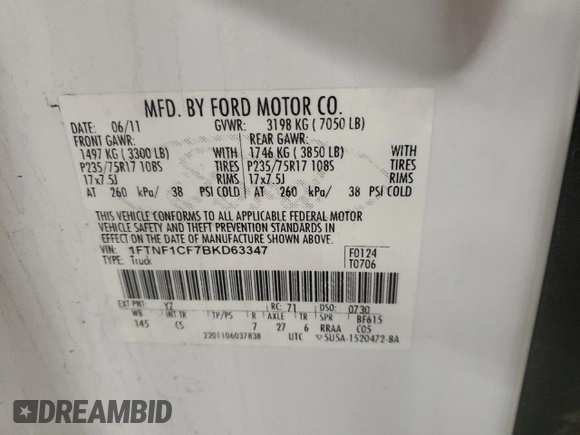 MFD. BY FORD MOTOR CO.
DATE: 06/11 GVWR: 3198 KG ( 7050 LB)
FRONT GAWR: REAR GAWR:
1497 KG ( 3300 LB) WITH 1746 KG ( 3850 LB) WITH
P235/75R17 108S TIRES P235/75R17 108S TIRES
17x7.5J RIMS 17x7.5J RIMS
AT 260 kPa/ 38 PSI COLD AT 260 kPa/ 38 PSI COLD
THIS VEHICLE CONFORMS TO ALL APPLICABLE FEDERAL MOTOR
VEHICLE SAFETY AND THEFT PREVENTION STANDARDS IN
EFFECT ON THE DATE OF MANUFACTURE SHOWN ABOVE.
VIN: 1FTNF1CF7BKD63347 F0124
TYPE: Truck T0706
EXT PNT: YZ RC: 71 DSO: 0730
WB INT TR TP/PS R AXLE TR SPR BF615
145 CS 7 27 6 RRAA C05
2201106037838 UTC 5U5A-1520472-BA
DREAMBID